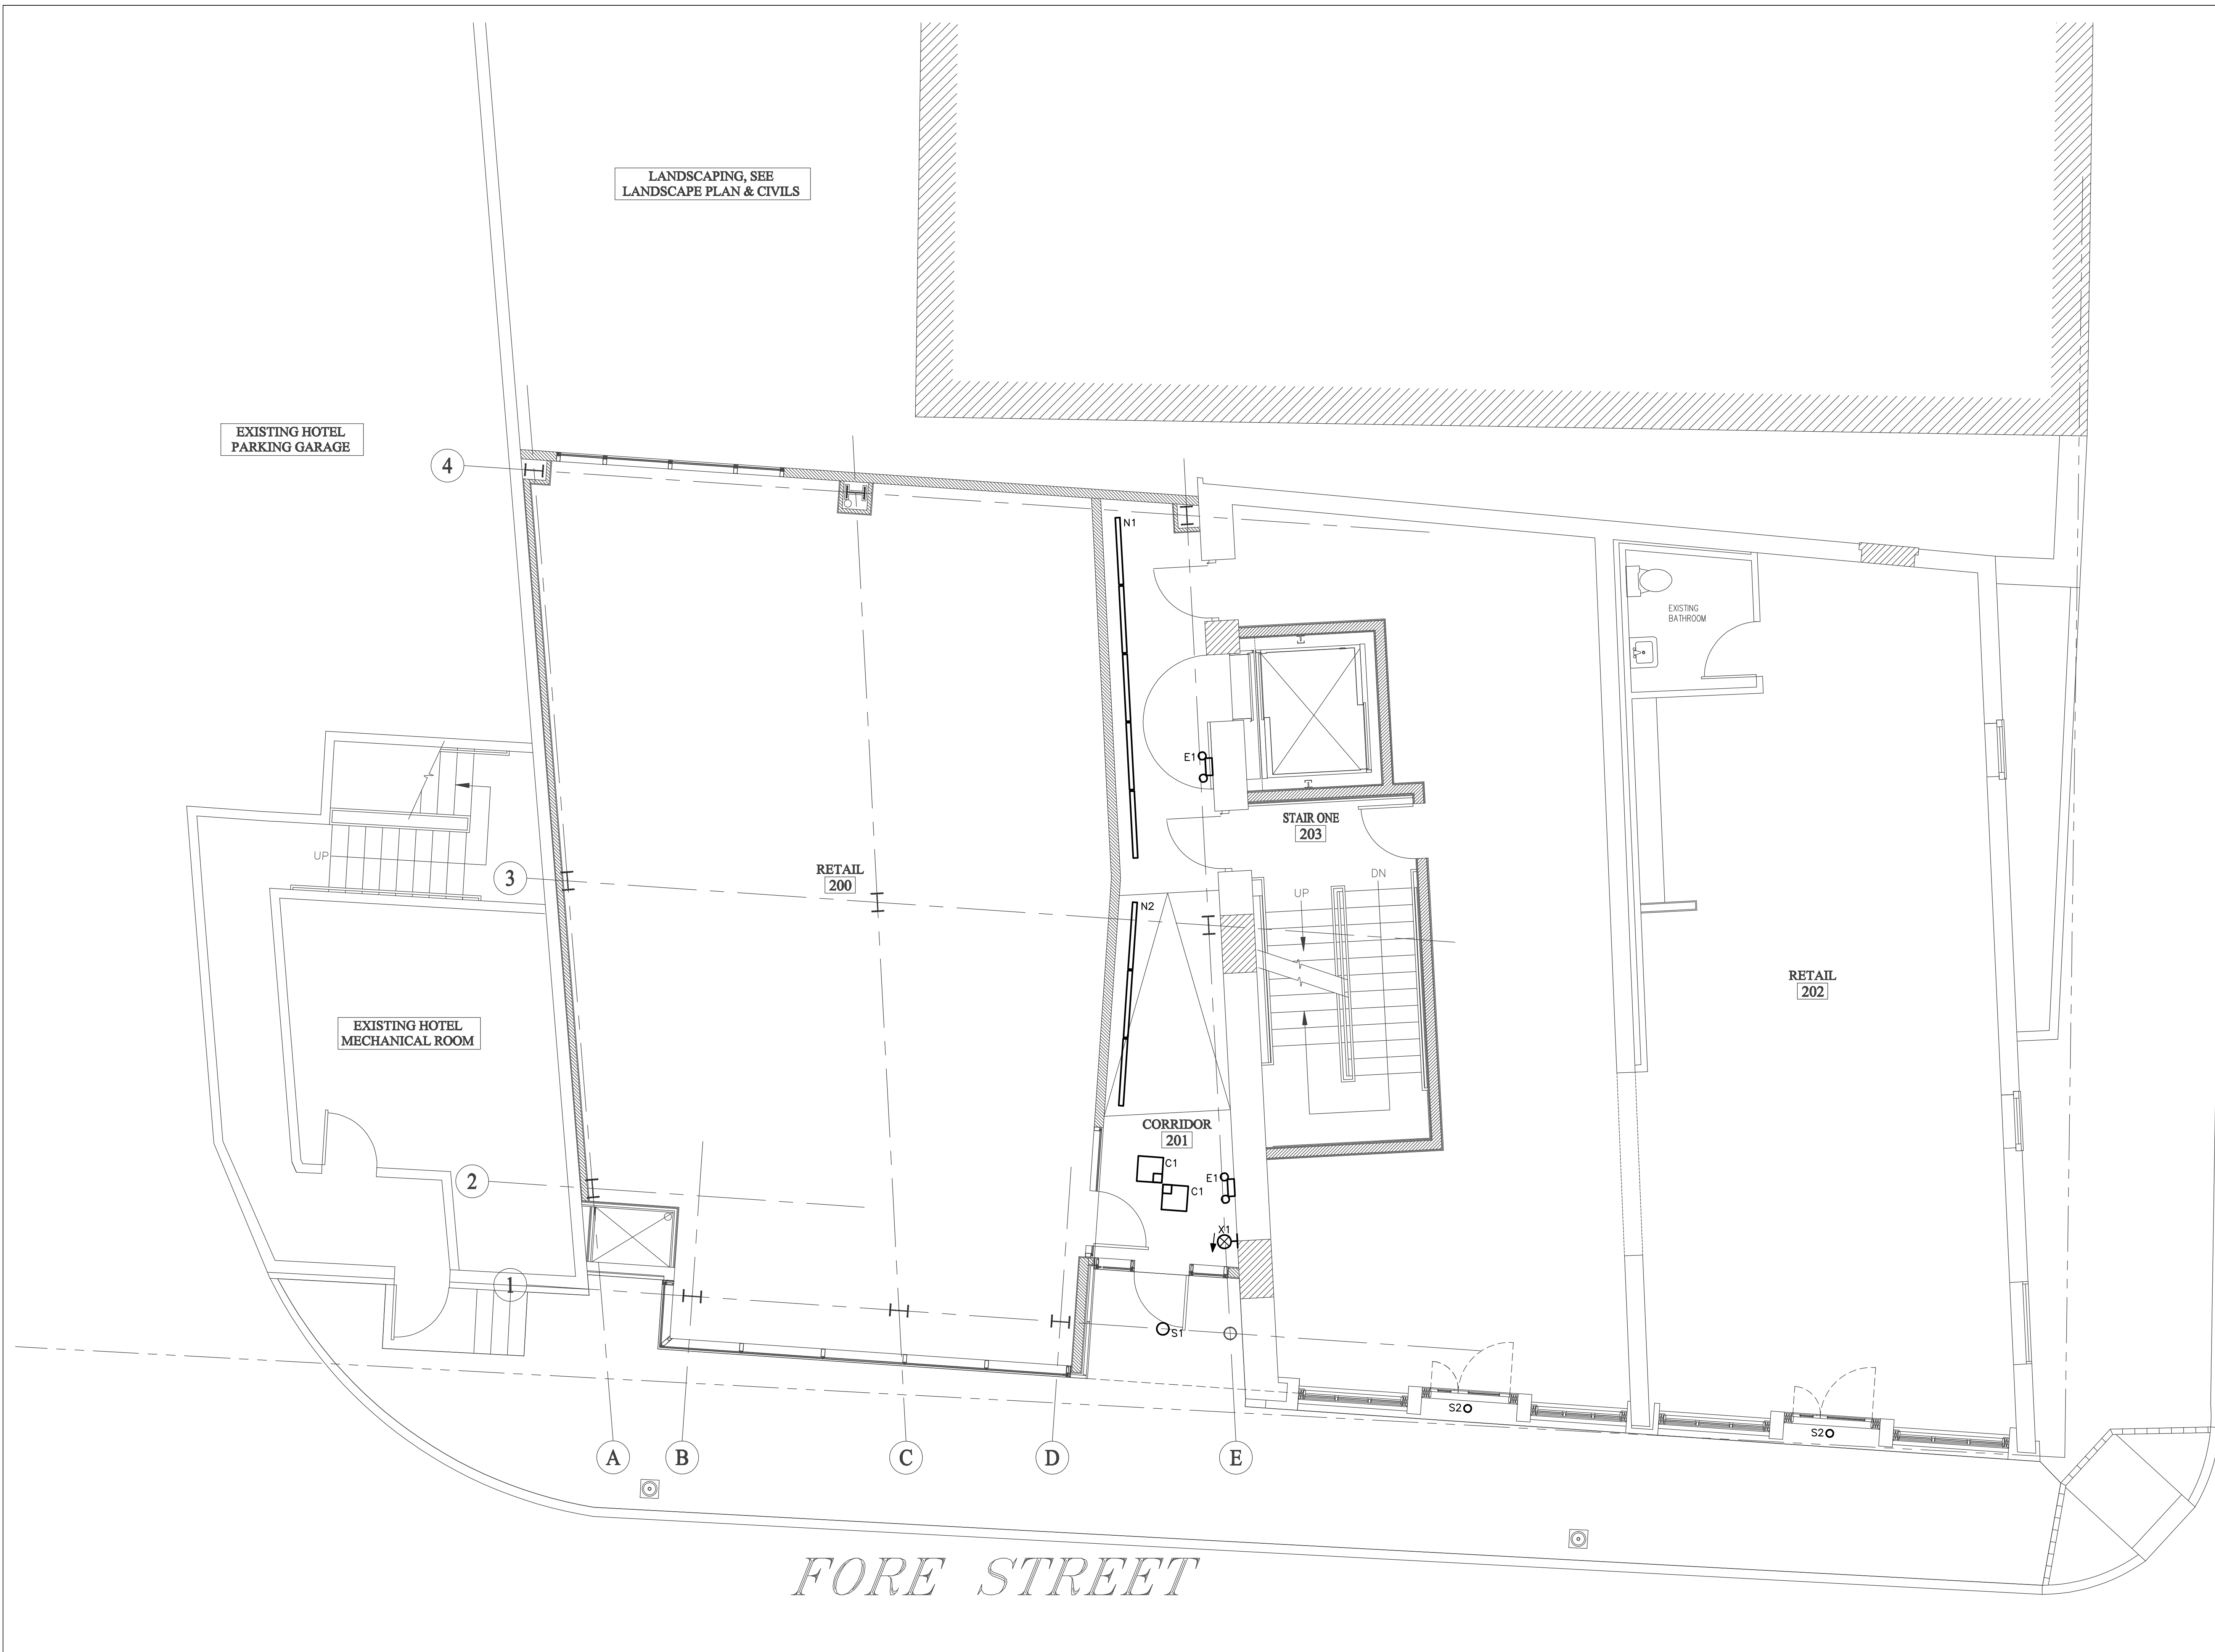 LANDSCAPING, SEE
LANDSCAPE PLAN & CIVILS
EXISTING HOTEL
PARKING GARAGE
4
N1
EXISTING
BATHROOM
E1
STAIR ONE
203
UP
3
RETAIL
200
UP
DN
N2
RETAIL
202
EXISTING HOTEL
MECHANICAL ROOM
CORRIDOR
201
C1
C1
E1
2
X1
1
S1
S2
S2
A
B
C
D
E
FORE STREET